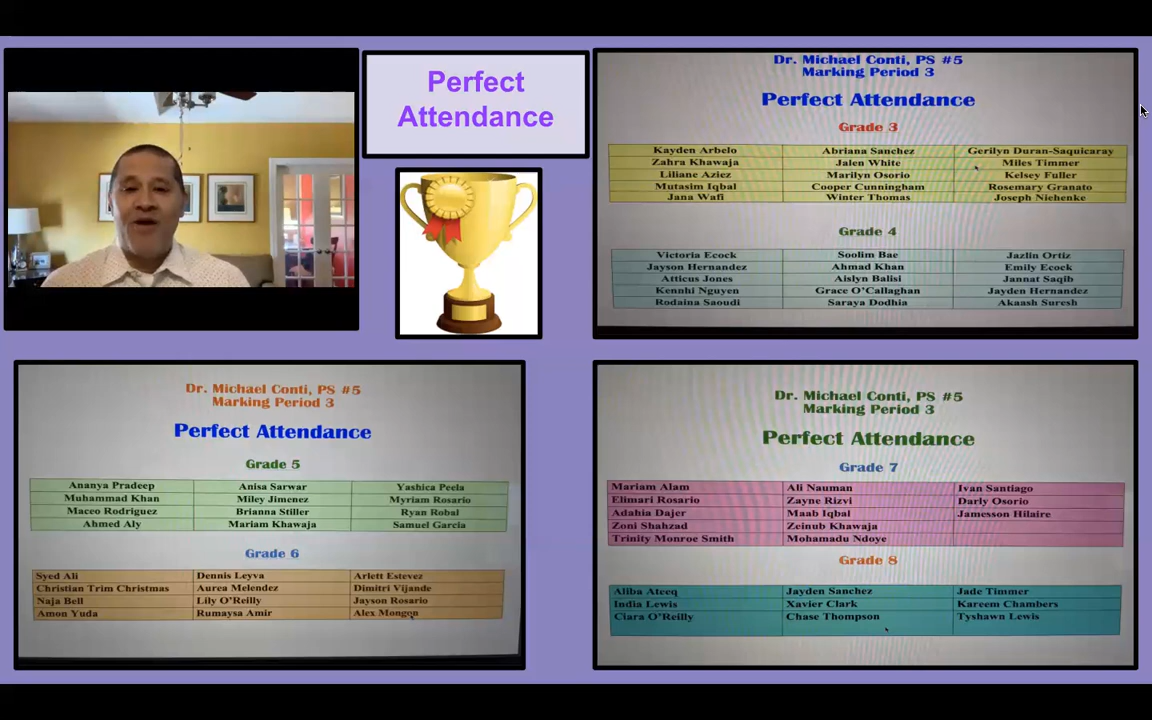 Perfect
Attendance
Dr. Michael Conti, PS #5
Marking Period 3
Perfect Attendance
Grade 3
Kayden Arbelo Abriana Sanchez Gerilyn Duran-Saquicaray
Zahra Khawaja Jalen White Miles Timmer
Liliane Aziez Marilyn Osorio Kelsey Fuller
Mutasim Iqbal Cooper Cunningham Rosemary Granato
Jana Wafi Winter Thomas Joseph Niehenke
Grade 4
Victoria Ecock Soolim Bae Jazlin Ortiz
Jayson Hernandez Ahmad Khan Emily Ecock
Atticus Jones Aislyn Balisi Jannat Saqib
Kennhi Nguyen Grace O'Callaghan Jayden Hernandez
Rodaina Saoudi Saraya Dodhia Akaash Suresh
Dr. Michael Conti, PS #5
Marking Period 3
Perfect Attendance
Grade 5
Ananya Pradeep Anisa Sarwar Yashica Peela
Muhammad Khan Miley Jimenez Myriam Rosario
Maceo Rodriguez Brianna Stiller Ryan Robal
Ahmed Aly Mariam Khawaja Samuel Garcia
Grade 6
Syed Ali Dennis Leyva Arlett Estevez
Christian Trim Christmas Aurea Melendez Dimitri Vijande
Naja Bell Lily O'Reilly Jayson Rosario
Amon Yuda Rumaysa Amir Alex Mongon
Dr. Michael Conti, PS #5
Marking Period 3
Perfect Attendance
Grade 7
Mariam Alam Ali Nauman Ivan Santiago
Elimari Rosario Zayne Rizvi Darly Osorio
Adahia Dajer Maab Iqbal Jamesson Hilaire
Zoni Shahzad Zeinub Khawaja
Trinity Monroe Smith Mohamadu Ndoye
Grade 8
Aliba Ateeq Jayden Sanchez Jade Timmer
India Lewis Xavier Clark Kareem Chambers
Ciara O'Reilly Chase Thompson Tyshawn Lewis